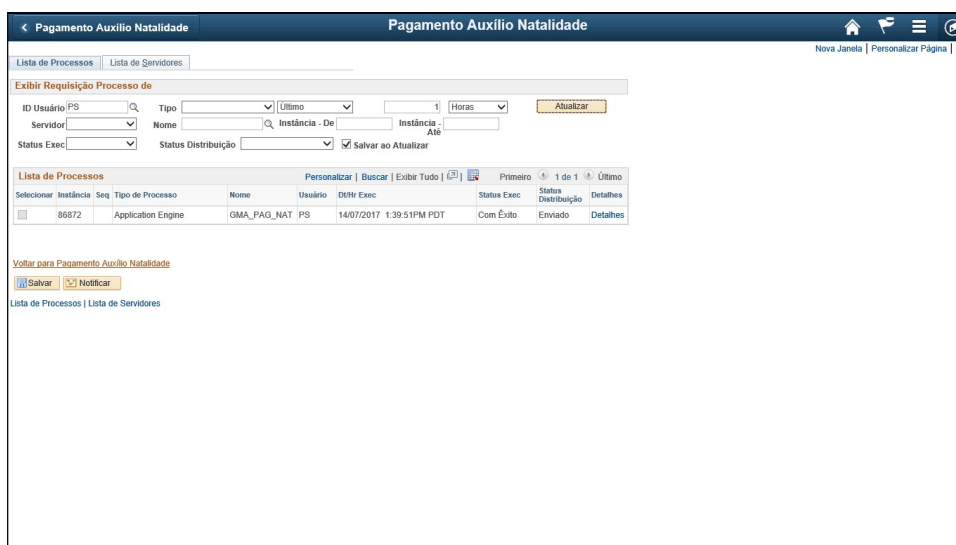 Pagamento Auxílio Natalidade Pagamento Auxílio Natalidade
Nova Janela | Personalizar Página |
Lista de Processos Lista de Servidores
Exibir Requisição Processo de
ID Usuário PS Tipo Último 1 Horas Atualizar
Servidor Nome Instância - De Instância - Até
Status Exec Status Distribuição Salvar ao Atualizar
Lista de Processos Personalizar | Buscar | Exibir Tudo | | Primeiro 1 de 1 Último
Selecionar Instância Seq Tipo de Processo Nome Usuário Dt/Hr Exec Status Exec Status Distribuição Detalhes
86872 Application Engine GMA_PAG_NAT PS 14/07/2017 1:39:51PM PDT Com Êxito Enviado Detalhes
Voltar para Pagamento Auxílio Natalidade
Salvar Notificar
Lista de Processos | Lista de Servidores